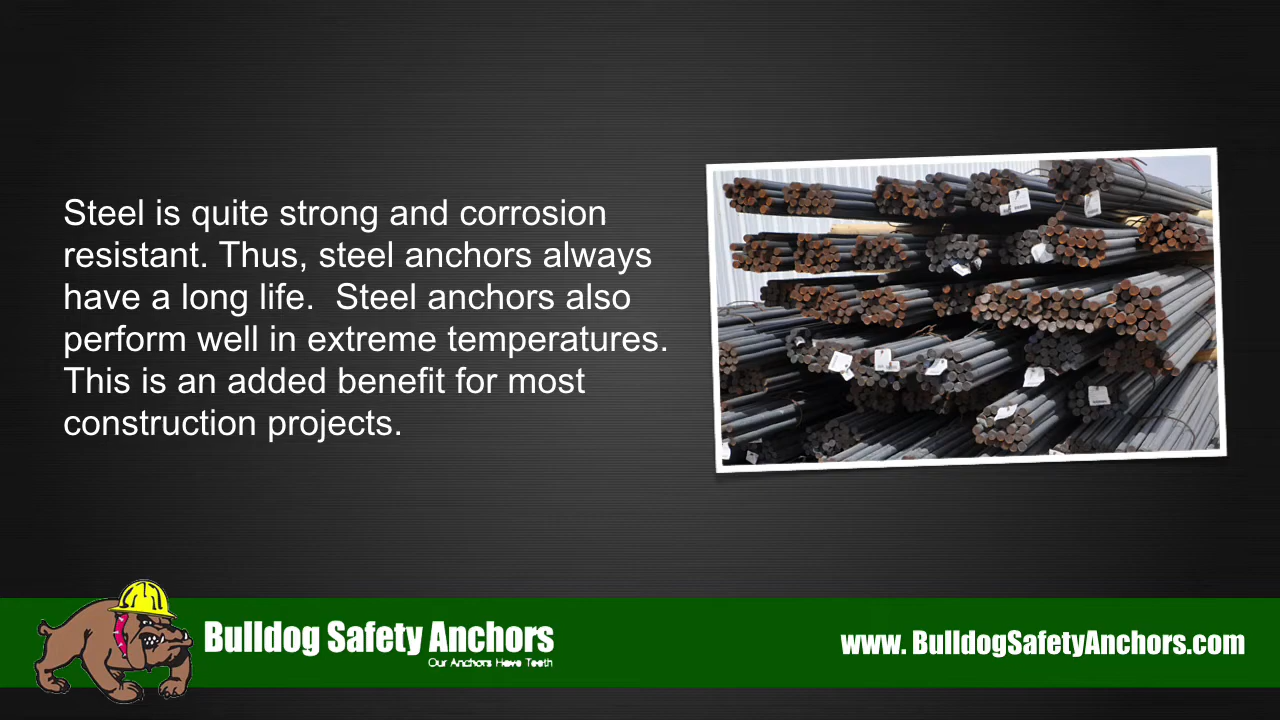 Steel is quite strong and corrosion
resistant. Thus, steel anchors always
have a long life.  Steel anchors also
perform well in extreme temperatures.
This is an added benefit for most
construction projects.
Bulldog Safety Anchors
Our Anchors Have Teeth
www. BulldogSafetyAnchors.com